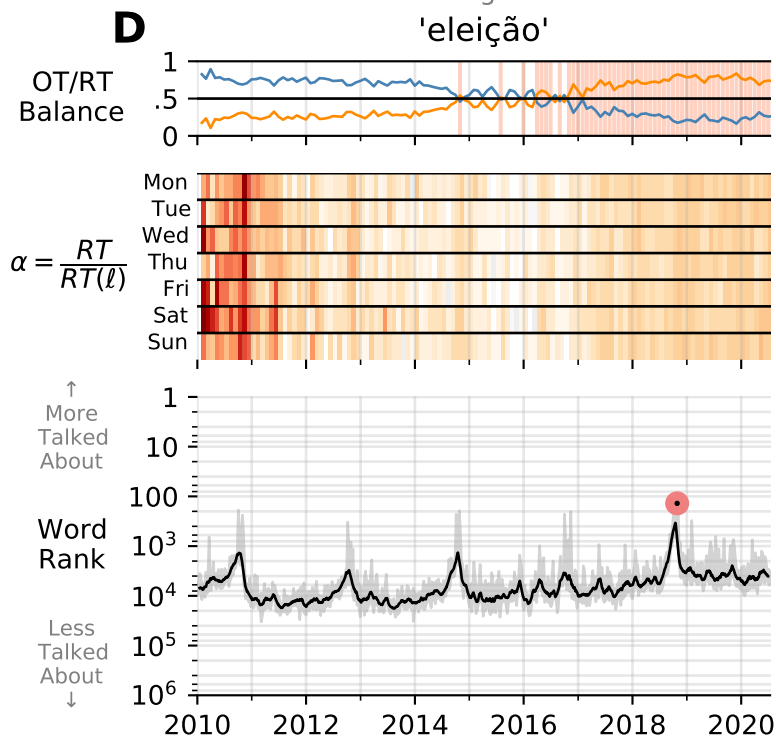 D
'eleição'
OT/RT
Balance
1
.5
0
α = RT / RT(ℓ)
Mon
Tue
Wed
Thu
Fri
Sat
Sun
↑
More
Talked
About
Word
Rank
Less
Talked
About
↓
1
10
100
10³
10⁴
10⁵
10⁶
2010 2012 2014 2016 2018 2020